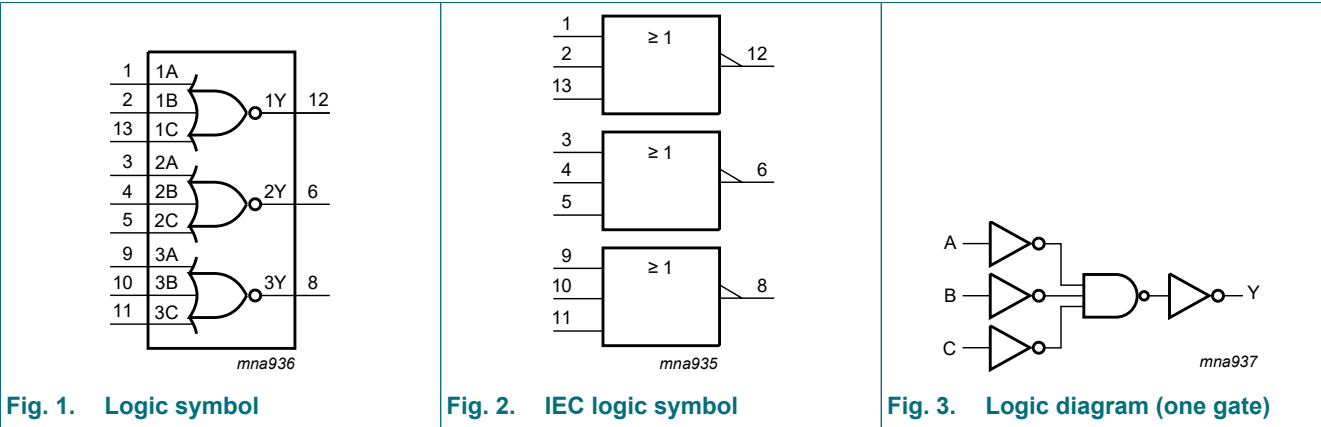 1 1A
2 1B 1Y 12
13 1C
3 2A
4 2B 2Y 6
5 2C
9 3A
10 3B 3Y 8
11 3C
mna936
Fig. 1. Logic symbol
1 ≥ 1
2 12
13
3 ≥ 1
4 6
5
9 ≥ 1
10 8
11
mna935
Fig. 2. IEC logic symbol
A
B Y
C
mna937
Fig. 3. Logic diagram (one gate)